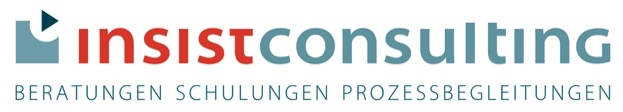 insistconsulting
BERATUNGEN SCHULUNGEN PROZESSBEGLEITUNGEN